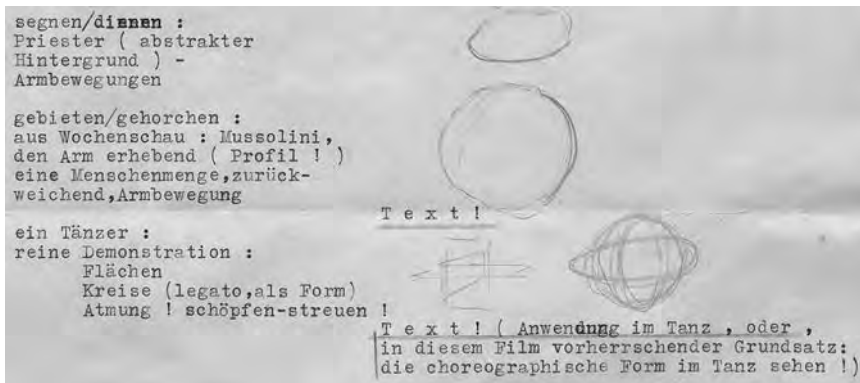 segnen/dienen :
Priester ( abstrakter
Hintergrund ) -
Armbewegungen
gebieten/gehorchen :
aus Wochenschau : Mussolini,
den Arm erhebend ( Profil ! )
eine Menschenmenge,zurück-
weichend,Armbewegung
T e x t !
ein Tänzer :
reine Demonstration :
Flächen
Kreise (legato,als Form)
Atmung ! schöpfen-streuen !
T e x t ! ( Anwendung im Tanz , oder ,
in diesem Film vorherrschender Grundsatz:
die choreographische Form im Tanz sehen !)